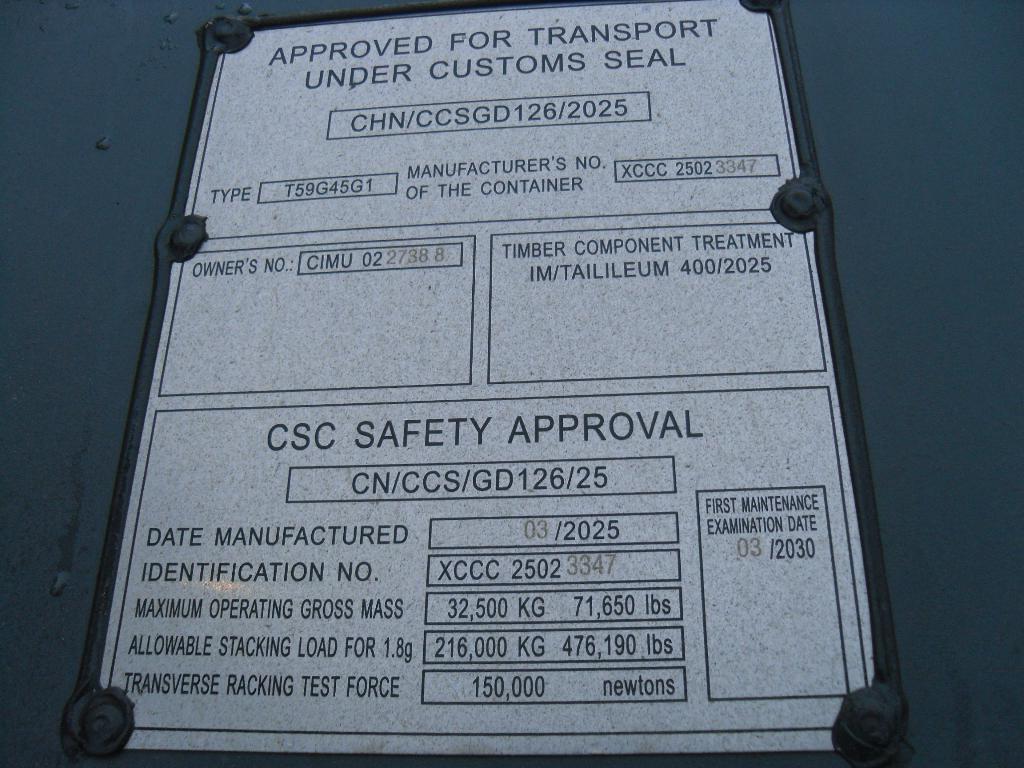 APPROVED FOR TRANSPORT
UNDER CUSTOMS SEAL
CHN/CCSGD126/2025
TYPE T59G45G1
MANUFACTURER'S NO.
OF THE CONTAINER
XCCC 2502 3347
OWNER'S NO.: CIMU 02 2738 8
TIMBER COMPONENT TREATMENT
IM/TAILILEUM 400/2025
CSC SAFETY APPROVAL
CN/CCS/GD126/25
DATE MANUFACTURED 03 /2025
IDENTIFICATION NO. XCCC 2502 3347
MAXIMUM OPERATING GROSS MASS 32,500 KG 71,650 lbs
ALLOWABLE STACKING LOAD FOR 1.8g 216,000 KG 476,190 lbs
TRANSVERSE RACKING TEST FORCE 150,000 newtons
FIRST MAINTENANCE
EXAMINATION DATE
03 /2030